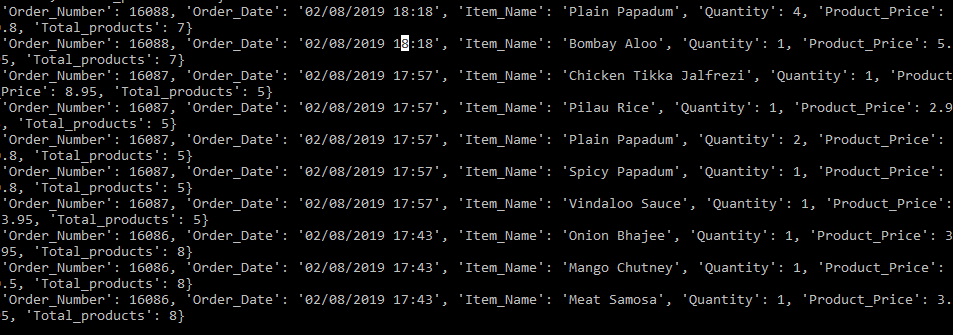 'Order_Number': 16088, 'Order_Date': '02/08/2019 18:18', 'Item_Name': 'Plain Papadum', 'Quantity': 4, 'Product_Price':
0.8, 'Total_products': 7}
'Order_Number': 16088, 'Order_Date': '02/08/2019 18:18', 'Item_Name': 'Bombay Aloo', 'Quantity': 1, 'Product_Price': 5.
95, 'Total_products': 7}
'Order_Number': 16087, 'Order_Date': '02/08/2019 17:57', 'Item_Name': 'Chicken Tikka Jalfrezi', 'Quantity': 1, 'Product
_Price': 8.95, 'Total_products': 5}
'Order_Number': 16087, 'Order_Date': '02/08/2019 17:57', 'Item_Name': 'Pilau Rice', 'Quantity': 1, 'Product_Price': 2.9
, 'Total_products': 5}
'Order_Number': 16087, 'Order_Date': '02/08/2019 17:57', 'Item_Name': 'Plain Papadum', 'Quantity': 2, 'Product_Price':
0.8, 'Total_products': 5}
'Order_Number': 16087, 'Order_Date': '02/08/2019 17:57', 'Item_Name': 'Spicy Papadum', 'Quantity': 1, 'Product_Price':
0.8, 'Total_products': 5}
'Order_Number': 16087, 'Order_Date': '02/08/2019 17:57', 'Item_Name': 'Vindaloo Sauce', 'Quantity': 1, 'Product_Price':
3.95, 'Total_products': 5}
'Order_Number': 16086, 'Order_Date': '02/08/2019 17:43', 'Item_Name': 'Onion Bhajee', 'Quantity': 1, 'Product_Price': 3
95, 'Total_products': 8}
'Order_Number': 16086, 'Order_Date': '02/08/2019 17:43', 'Item_Name': 'Mango Chutney', 'Quantity': 1, 'Product_Price':
0.5, 'Total_products': 8}
'Order_Number': 16086, 'Order_Date': '02/08/2019 17:43', 'Item_Name': 'Meat Samosa', 'Quantity': 1, 'Product_Price': 3.
5, 'Total_products': 8}